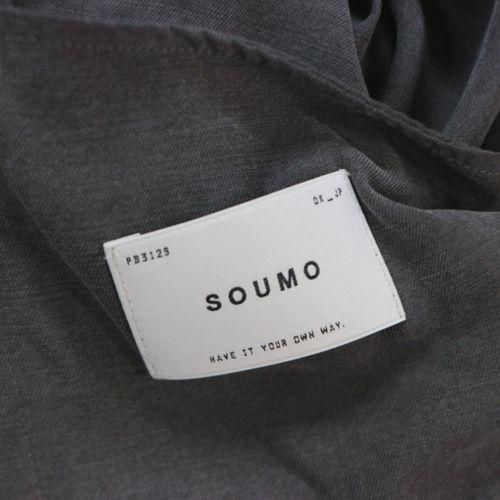 PB3129 DK_JP
SOUMO
HAVE IT YOUR OWN WAY.